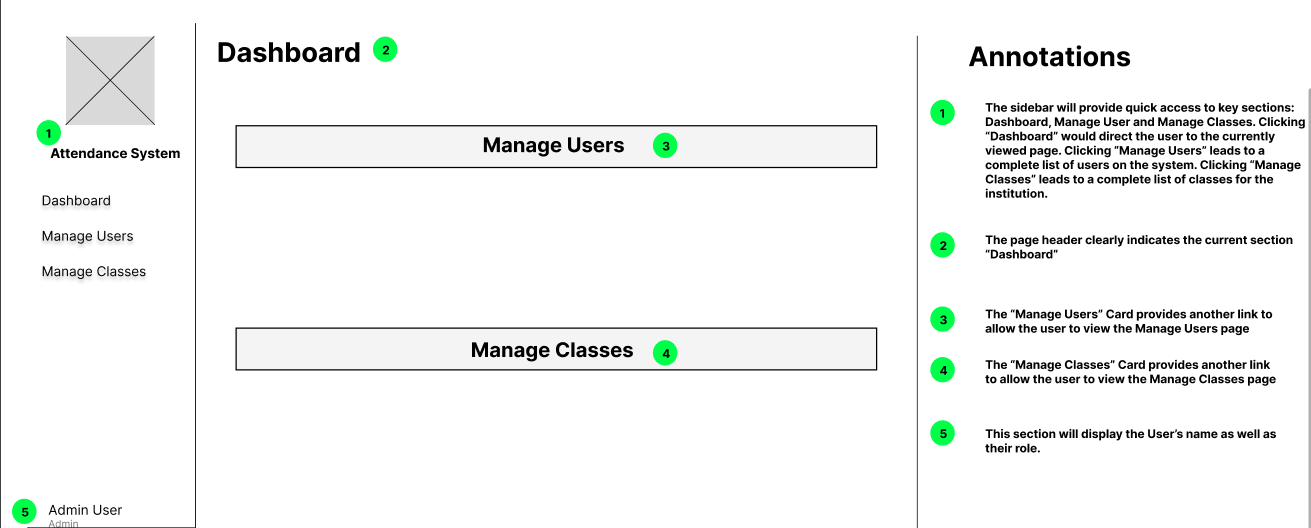 1
Attendance System
Dashboard
Manage Users
Manage Classes
5
Admin User
Admin
Dashboard
2
Manage Users
3
Manage Classes
4
Annotations
1
The sidebar will provide quick access to key sections:
Dashboard, Manage User and Manage Classes. Clicking
“Dashboard” would direct the user to the currently
viewed page. Clicking “Manage Users” leads to a
complete list of users on the system. Clicking “Manage
Classes” leads to a complete list of classes for the
institution.
2
The page header clearly indicates the current section
“Dashboard”
3
The “Manage Users” Card provides another link to
allow the user to view the Manage Users page
4
The “Manage Classes” Card provides another link
to allow the user to view the Manage Classes page
5
This section will display the User’s name as well as
their role.